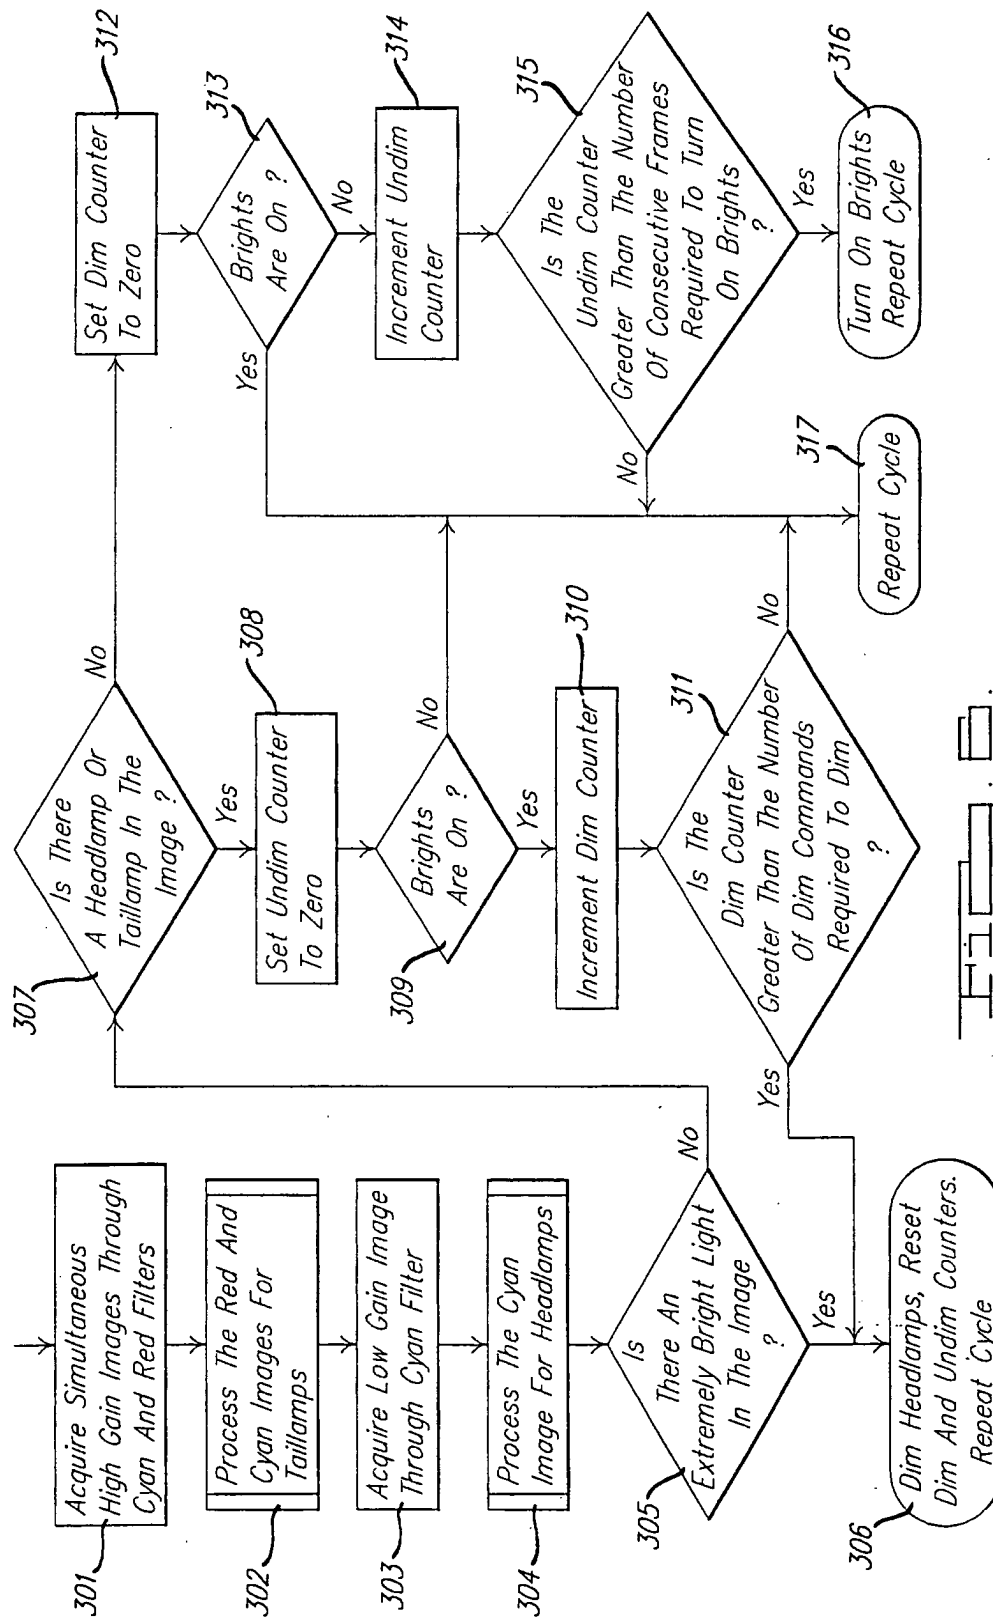 301
Acquire Simultaneous
High Gain Images Through
Cyan And Red Filters
302
Process The Red And
Cyan Images For
Taillamps
303
Acquire Low Gain Image
Through Cyan Filter
304
Process The Cyan
Image For Headlamps
305
Is
There An
Extremely Bright Light
In The Image
?
No
Yes
306
Dim Headlamps, Reset
Dim And Undim Counters.
Repeat Cycle
307
Is There
A Headlamp Or
Taillamp In The
Image ?
No
Yes
308
Set Undim Counter
To Zero
309
Brights
Are On ?
No
Yes
310
Increment Dim Counter
311
Is The
Dim Counter
Greater Than The Number
Of Dim Commands
Required To Dim
?
Yes
No
312
Set Dim Counter
To Zero
313
Brights
Are On ?
Yes
No
314
Increment Undim
Counter
315
Is The
Undim Counter
Greater Than The Number
Of Consecutive Frames
Required To Turn
On Brights
?
No
Yes
316
Turn On Brights
Repeat Cycle
317
Repeat Cycle